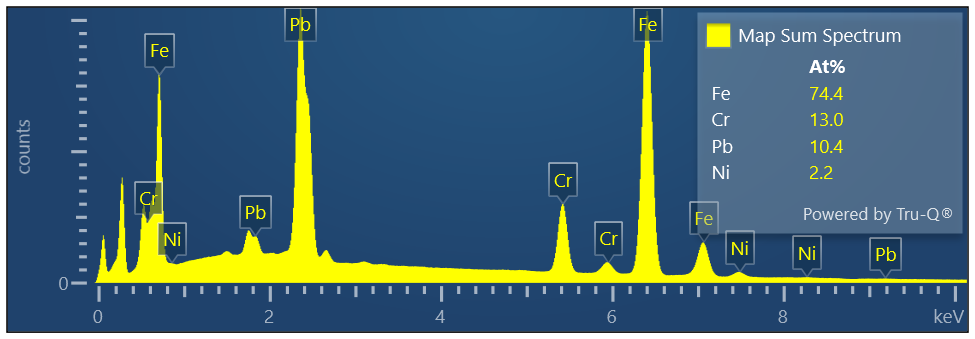 Pb
Fe
Fe
Cr
Ni
Pb
Cr
Cr
Fe
Ni
Ni
Pb
counts
0
0
2
4
6
8
keV
Map Sum Spectrum
At%
Fe 74.4
Cr 13.0
Pb 10.4
Ni 2.2
Powered by Tru-Q®